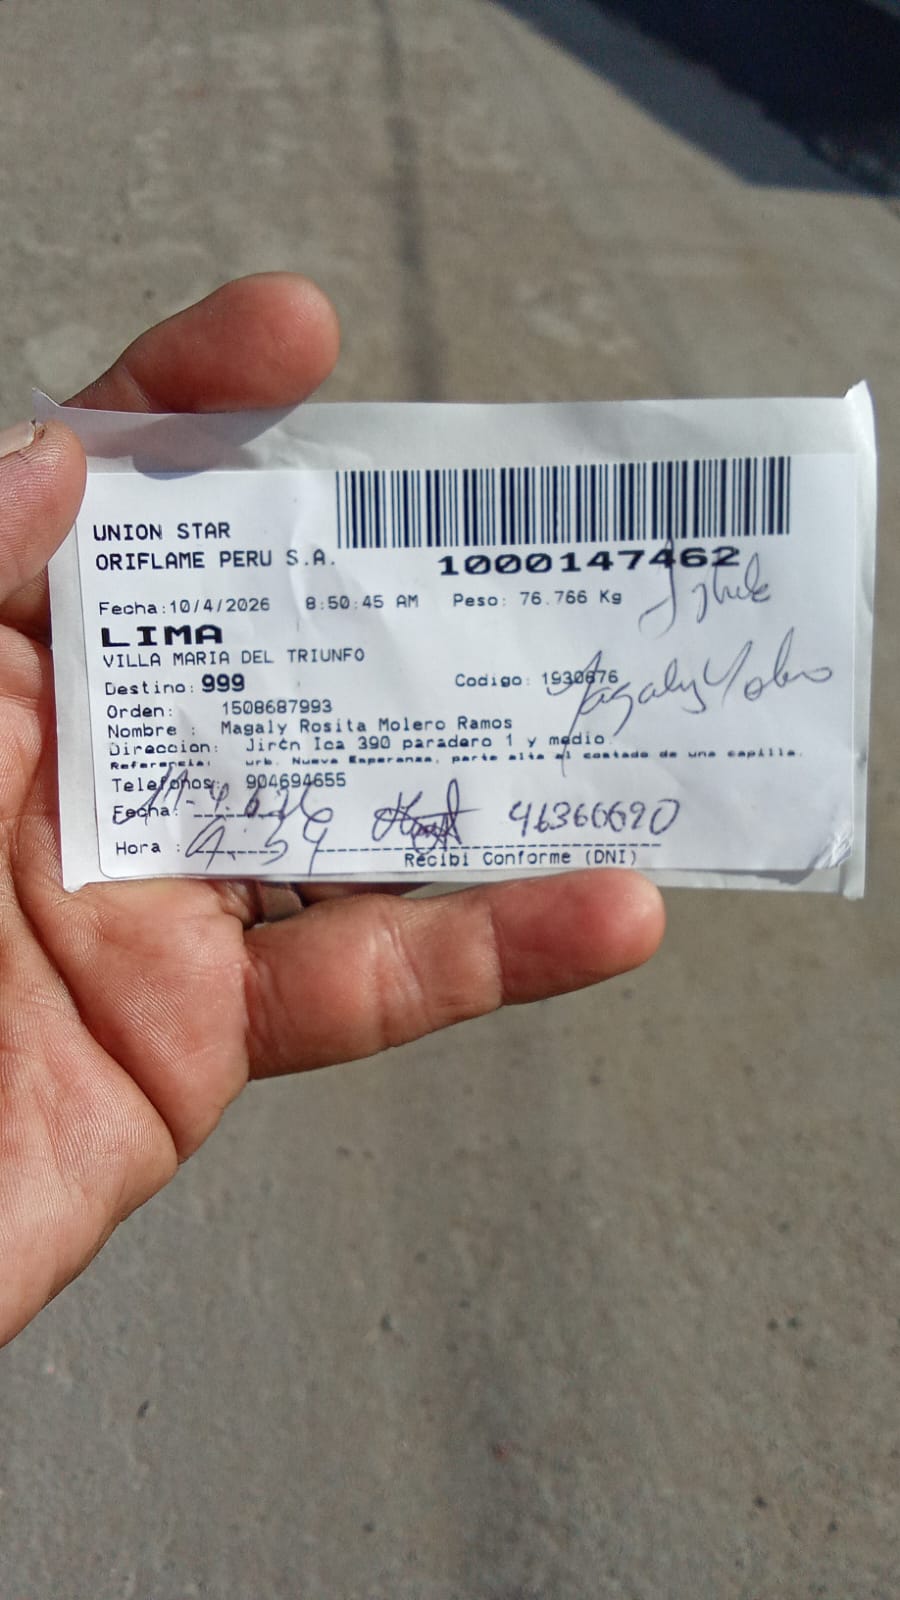 UNION STAR
ORIFLAME PERU S.A.
1000147462
Fecha:10/4/2026 8:50:45 AM Peso: 76.766 Kg
LIMA
VILLA MARIA DEL TRIUNFO
Destino: 999 Codigo: 1930676
Orden: 1508687993
Nombre : Magaly Rosita Molero Ramos
Magaly Molero
Direccion: Jirón Ica 390 paradero 1 y medio
Referencia: urb. Nueva Esperanza, parte alta al costado de una capilla.
Telefonos: 904694655
Fecha:
46366690
Hora :
Recibi Conforme (DNI)